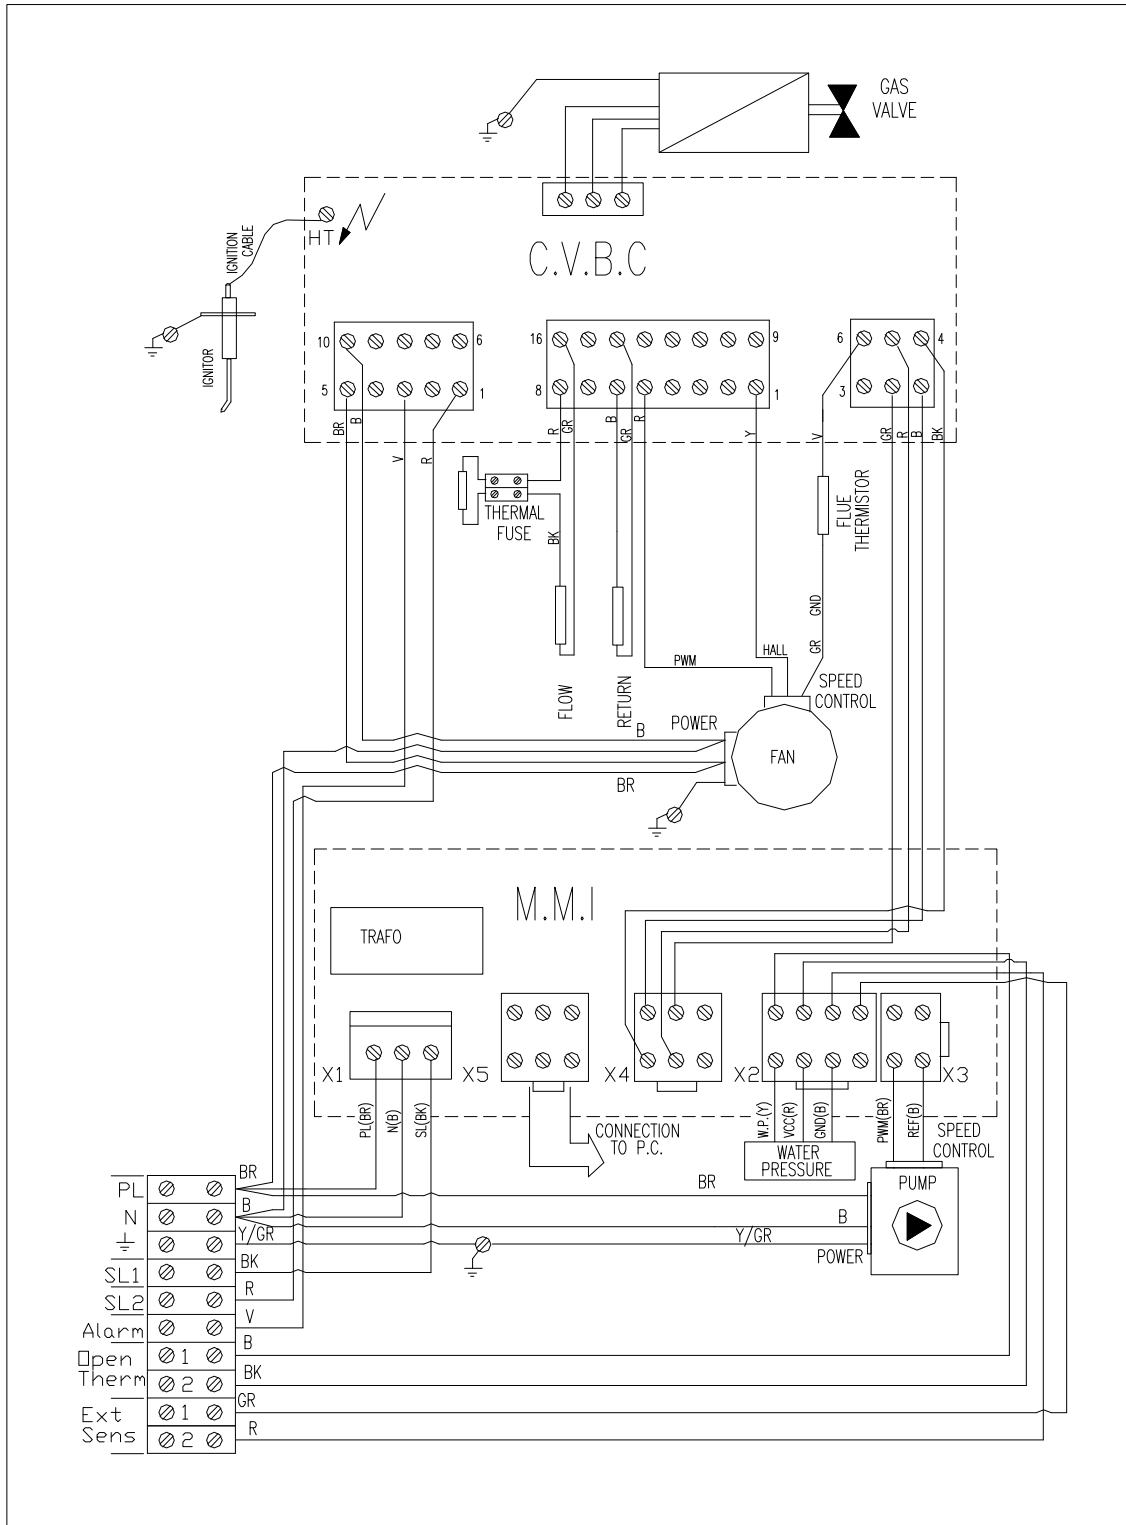 GAS
VALVE
IGNITION
CABLE
HT
C.V.B.C
IGNITOR
10
6
5
1
16
9
8
1
6
4
3
BR
B
V
R
R
GR
B
GR
R
Y
V
GR
R
B
BK
THERMAL
FUSE
BK
FLUE
THERMISTOR
GND
GR
HALL
PWM
FLOW
RETURN
SPEED
CONTROL
POWER
B
FAN
BR
M.M.I
TRAFO
X1
X5
X4
X2
X3
PL(BR)
N(B)
SL(BK)
W.P.(Y)
VCC(R)
GND(B)
PWM(BR)
REF(B)
CONNECTION
TO P.C.
WATER
PRESSURE
SPEED
CONTROL
PUMP
BR
B
Y/GR
POWER
PL
BR
N
B
Y/GR
SL1
BK
SL2
R
Alarm
V
Open
Therm
1
B
2
BK
Ext
Sens
1
GR
2
R